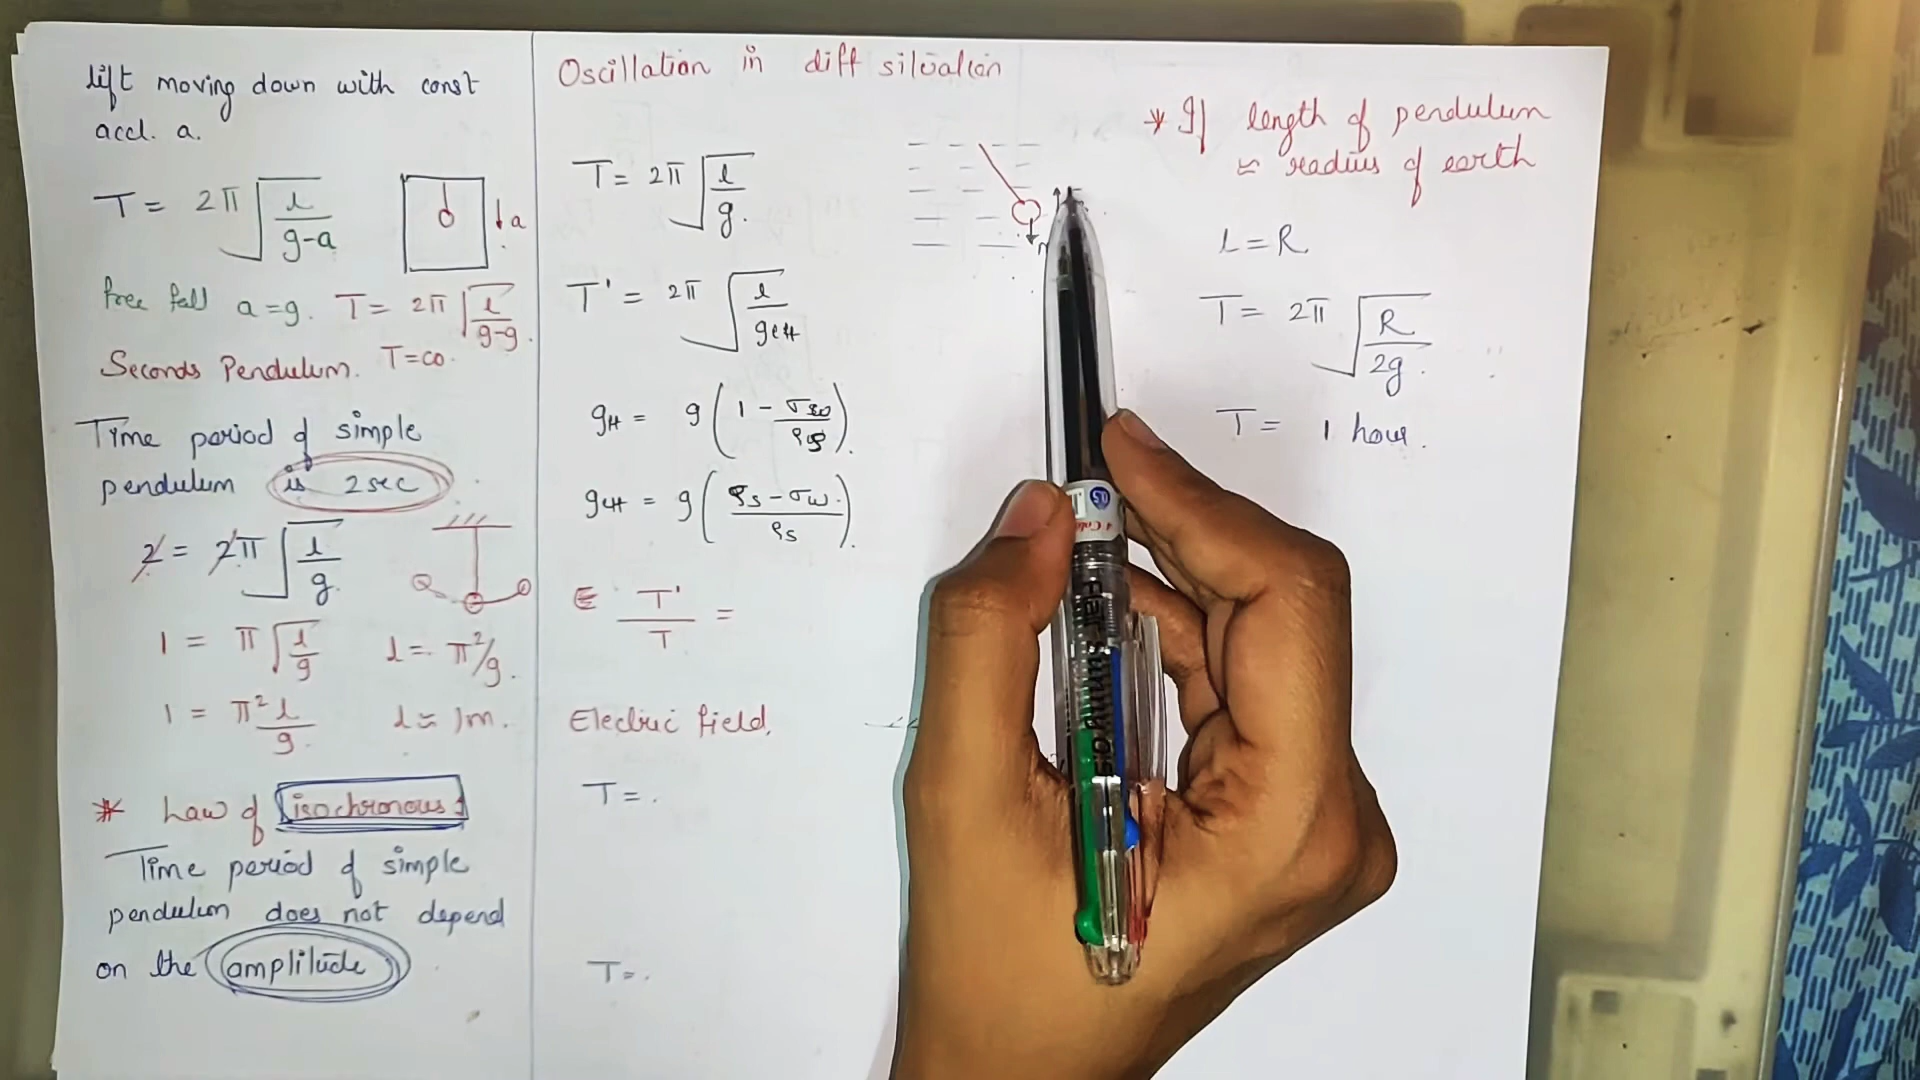 lift moving down with const
accl. a.
T = 2π √(l/(g-a))
↓a
free fall a = g. T = 2π √(l/(g-g)).
Seconds Pendulum. T=∞.
Time period of simple
pendulum is 2sec
2 = 2π √(l/g).
1 = π √(l/g) l = π²/g.
1 = π² l/g. l ≈ 1m.
* Law of isochronous
Time period of simple
pendulum does not depend
on the amplitude
Oscillation in diff situation
T = 2π √(l/g.)
T' = 2π √(l/geff)
geff = g (1 -
geff = g ((ρs - σw)/ρs).
T'/T =
Electric field.
T = .
T = .
* If length of pendulum
≈ radius of earth
l = R
T = 2π √(R/2g).
T = 1 hour.